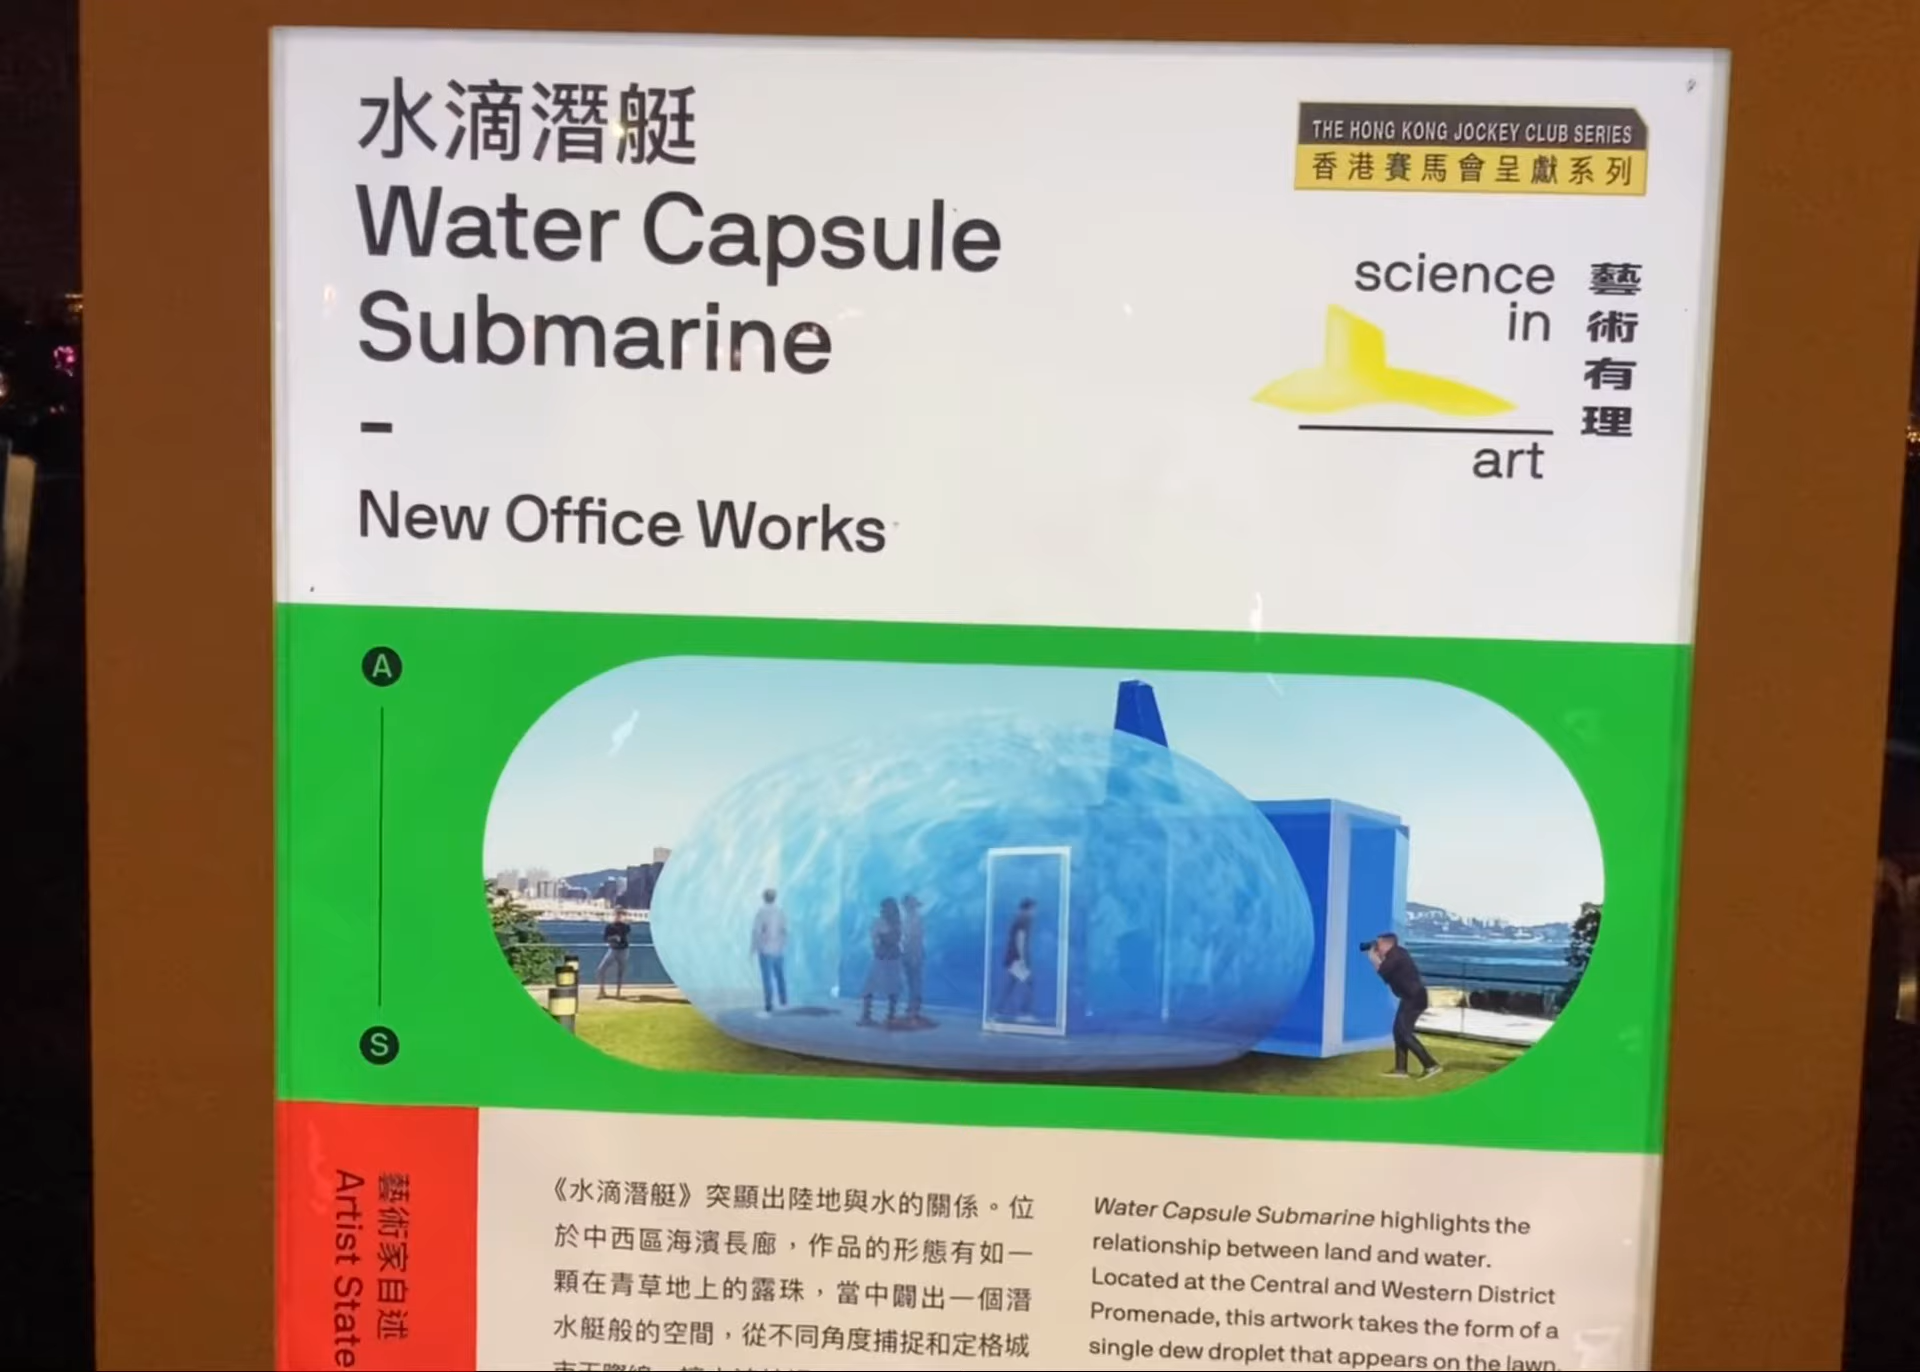 水滴潛艇
Water Capsule
Submarine
–
New Office Works
THE HONG KONG JOCKEY CLUB SERIES
香港賽馬會呈獻系列
science
in
art
藝術有理
A
S
藝術家自述
Artist State
《水滴潛艇》突顯出陸地與水的關係。位
於中西區海濱長廊，作品的形態有如一
顆在青草地上的露珠，當中闢出一個潛
水艇般的空間，從不同角度捕捉和定格城
Water Capsule Submarine highlights the
relationship between land and water.
Located at the Central and Western District
Promenade, this artwork takes the form of a
single dew droplet that appears on the lawn.